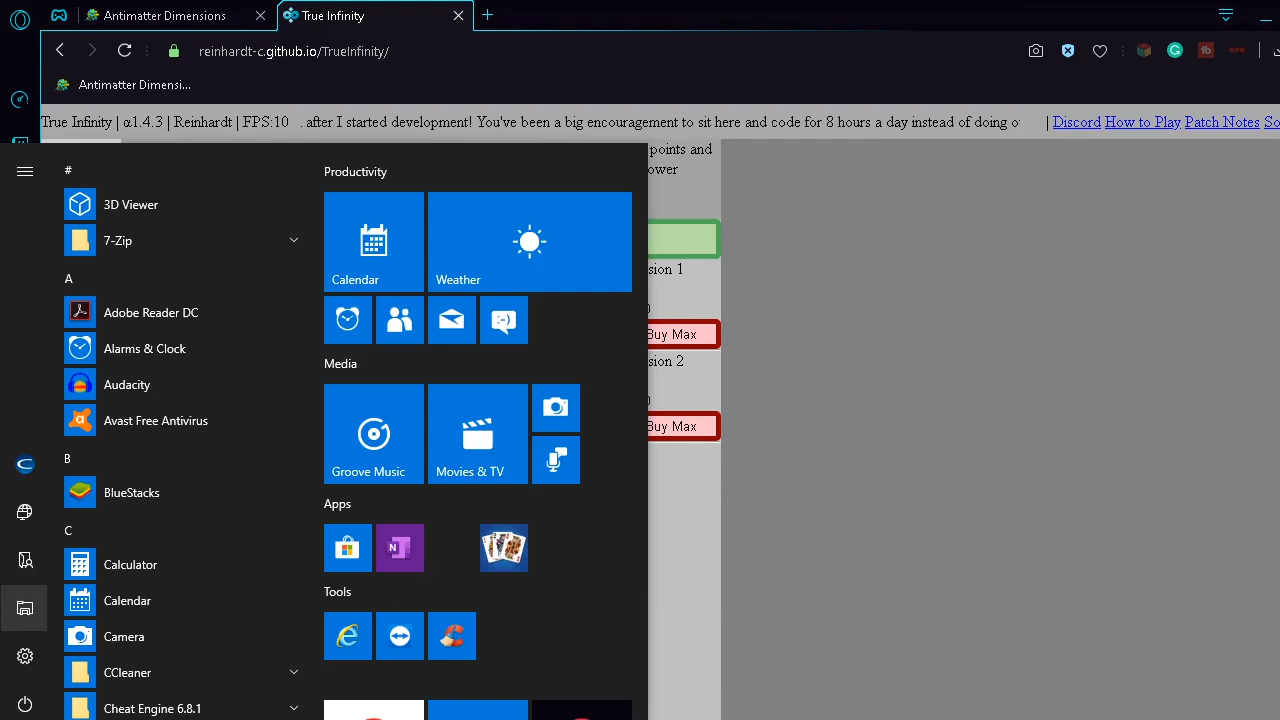 Antimatter Dimensions
True Infinity
reinhardt-c.github.io/TrueInfinity/
Antimatter Dimensi...
True Infinity | α1.4.3 | Reinhardt | FPS:10 . after I started development! You've been a big encouragement to sit here and code for 8 hours a day instead of doing | Discord How to Play Patch Notes So
points and
ower
sion 1
Buy Max
sion 2
Buy Max
#
3D Viewer
7-Zip
A
Adobe Reader DC
Alarms & Clock
Audacity
Avast Free Antivirus
B
BlueStacks
C
Calculator
Calendar
Camera
CCleaner
Cheat Engine 6.8.1
Productivity
Calendar
Weather
Media
Groove Music
Movies & TV
Apps
Tools